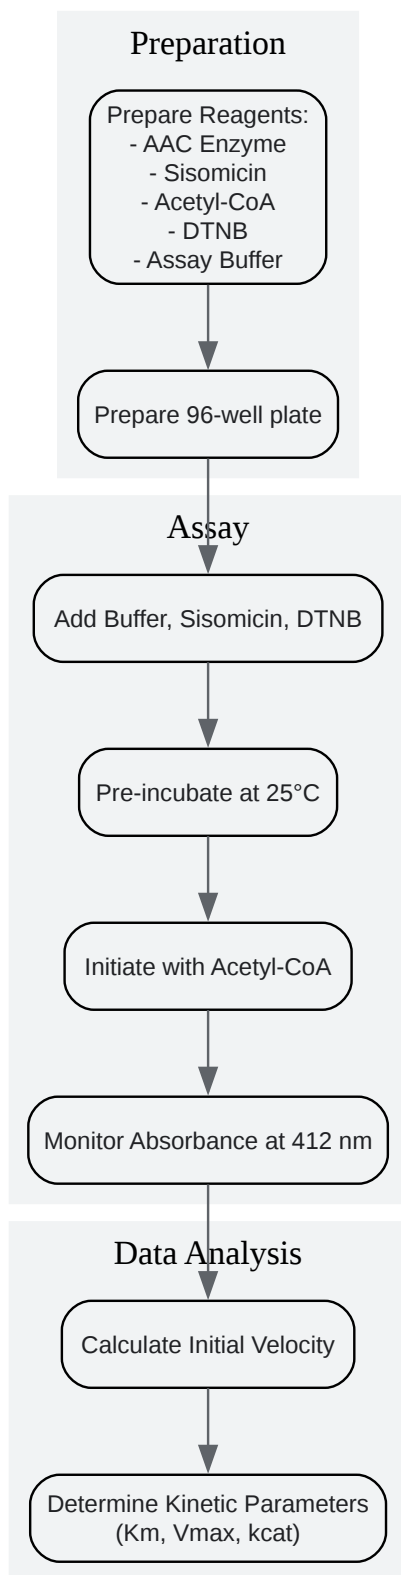 Preparation
Prepare Reagents:
- AAC Enzyme
- Sisomicin
- Acetyl-CoA
- DTNB
- Assay Buffer
Prepare 96-well plate
Assay
Add Buffer, Sisomicin, DTNB
Pre-incubate at 25°C
Initiate with Acetyl-CoA
Monitor Absorbance at 412 nm
Data Analysis
Calculate Initial Velocity
Determine Kinetic Parameters
(Km, Vmax, kcat)